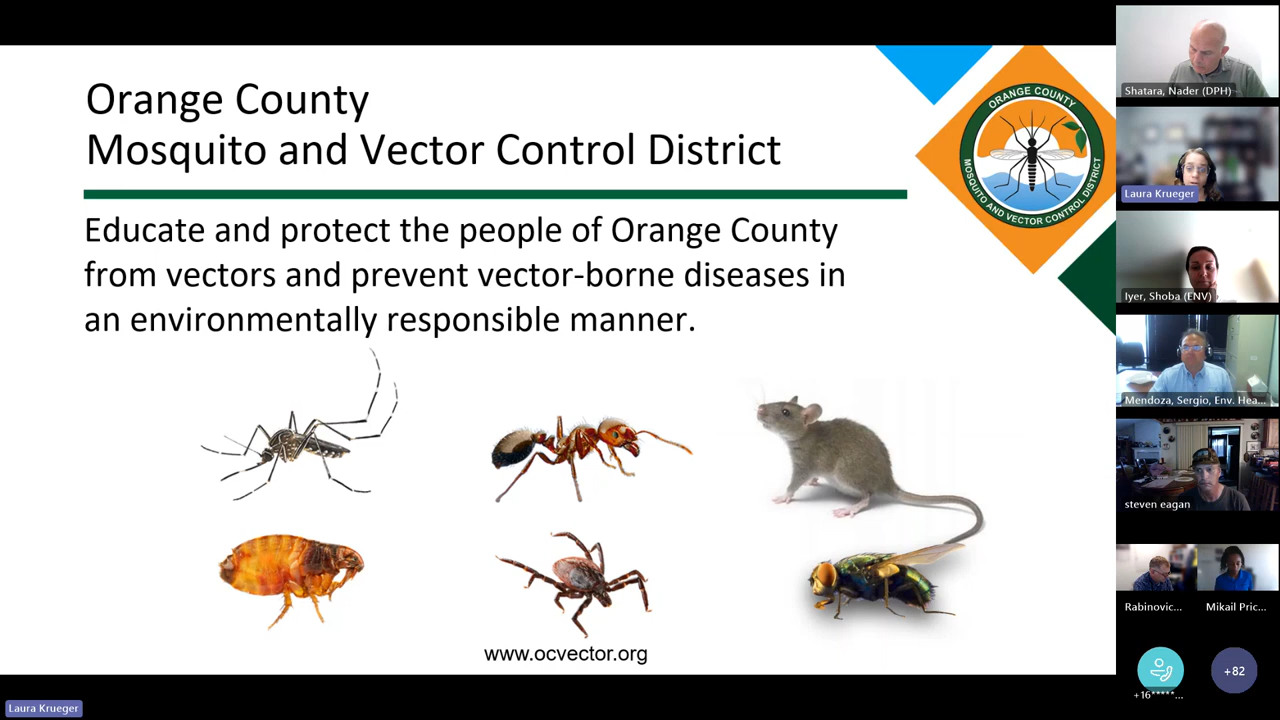 Orange County
Mosquito and Vector Control District
Educate and protect the people of Orange County
from vectors and prevent vector-borne diseases in
an environmentally responsible manner.
www.ocvector.org
ORANGE COUNTY
MOSQUITO AND VECTOR CONTROL DISTRICT
Shatara, Nader (DPH)
Laura Krueger
Iyer, Shoba (ENV)
Mendoza, Sergio, Env. Hea...
steven eagan
Rabinovic...
Mikail Pric...
+16*****...
+82
Laura Krueger